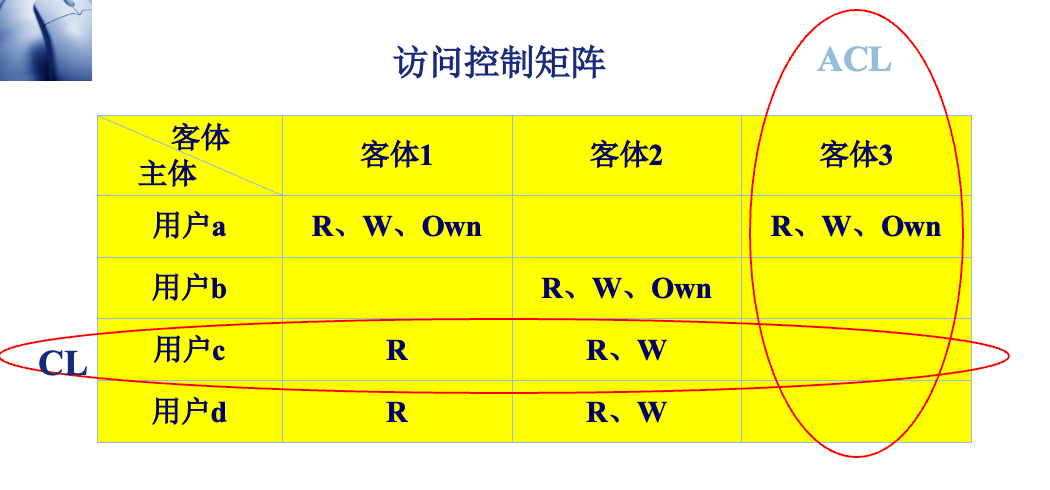 访问控制矩阵
ACL
客体
主体
客体1
客体2
客体3
用户a
R、W、Own
R、W、Own
用户b
R、W、Own
CL
用户c
R
R、W
用户d
R
R、W